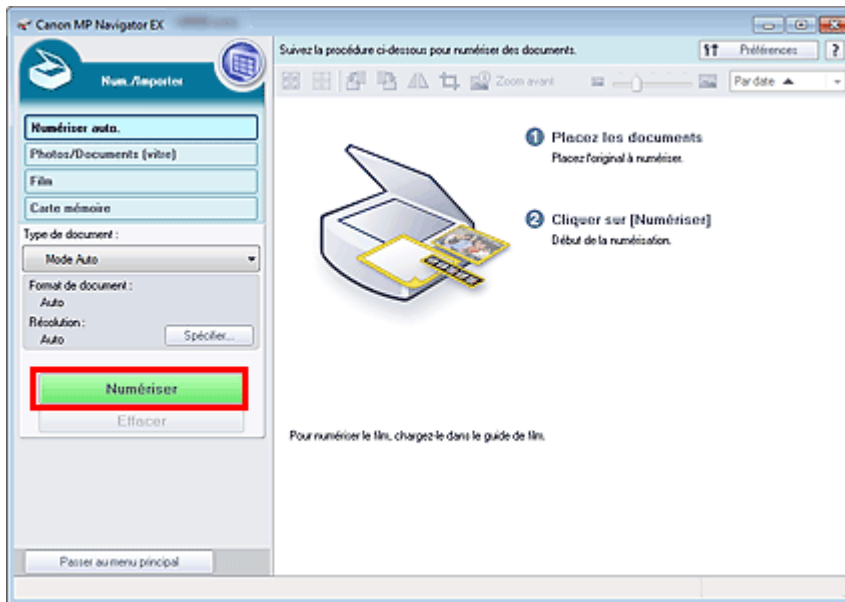 Canon MP Navigator EX
Num./Importer
Numériser auto.
Photos/Documents (vitre)
Film
Carte mémoire
Type de document :
Mode Auto
Format de document :
Auto
Résolution :
Auto
Spécifier...
Numériser
Effacer
Passer au menu principal
Suivez la procédure ci-dessous pour numériser des documents.
Préférences
?
Zoom avant
Par date
1 Placez les documents
Placez l'original à numériser.
2 Cliquer sur [Numériser]
Début de la numérisation.
Pour numériser le film, chargez-le dans le guide de film.